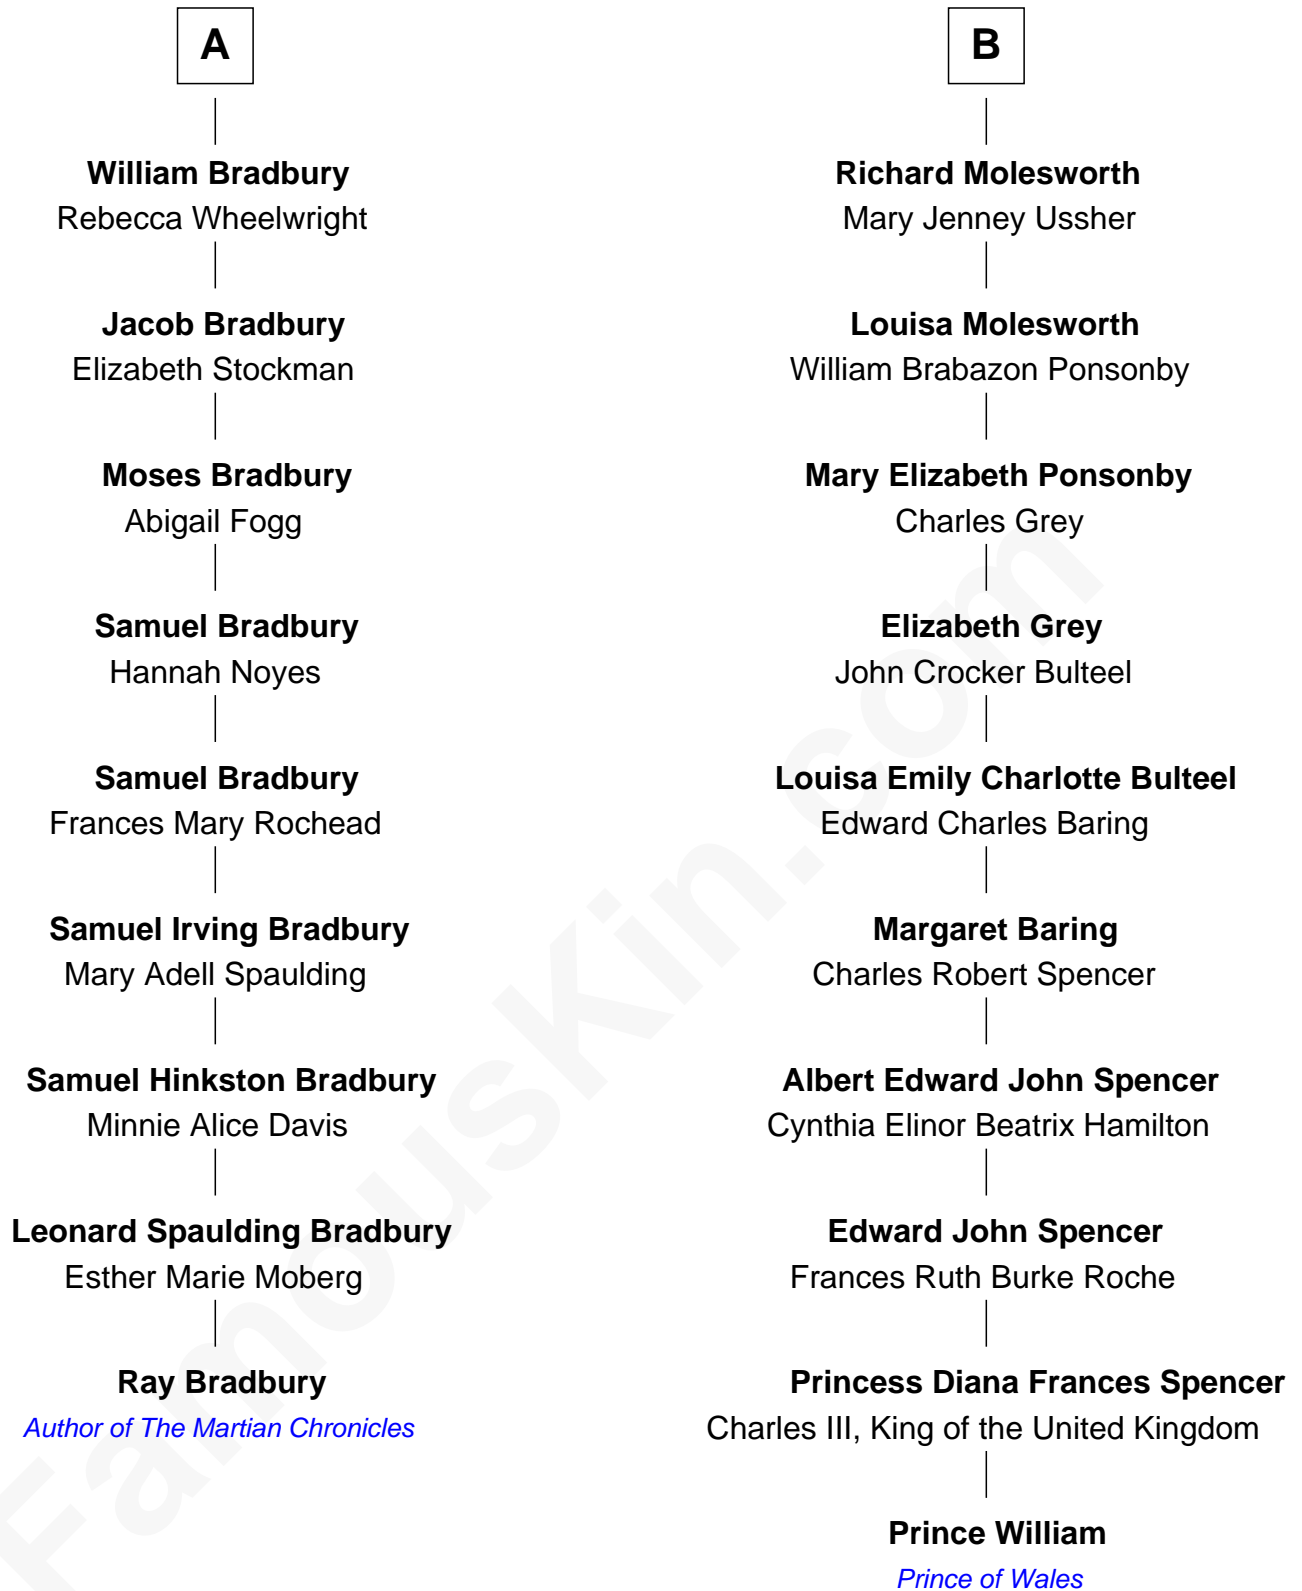 A
William Bradbury
Rebecca Wheelwright
Jacob Bradbury
Elizabeth Stockman
Moses Bradbury
Abigail Fogg
Samuel Bradbury
Hannah Noyes
Samuel Bradbury
Frances Mary Rochead
Samuel Irving Bradbury
Mary Adell Spaulding
Samuel Hinkston Bradbury
Minnie Alice Davis
Leonard Spaulding Bradbury
Esther Marie Moberg
Ray Bradbury
Author of The Martian Chronicles
B
Richard Molesworth
Mary Jenney Ussher
Louisa Molesworth
William Brabazon Ponsonby
Mary Elizabeth Ponsonby
Charles Grey
Elizabeth Grey
John Crocker Bulteel
Louisa Emily Charlotte Bulteel
Edward Charles Baring
Margaret Baring
Charles Robert Spencer
Albert Edward John Spencer
Cynthia Elinor Beatrix Hamilton
Edward John Spencer
Frances Ruth Burke Roche
Princess Diana Frances Spencer
Charles III, King of the United Kingdom
Prince William
Prince of Wales
FamousKin.com